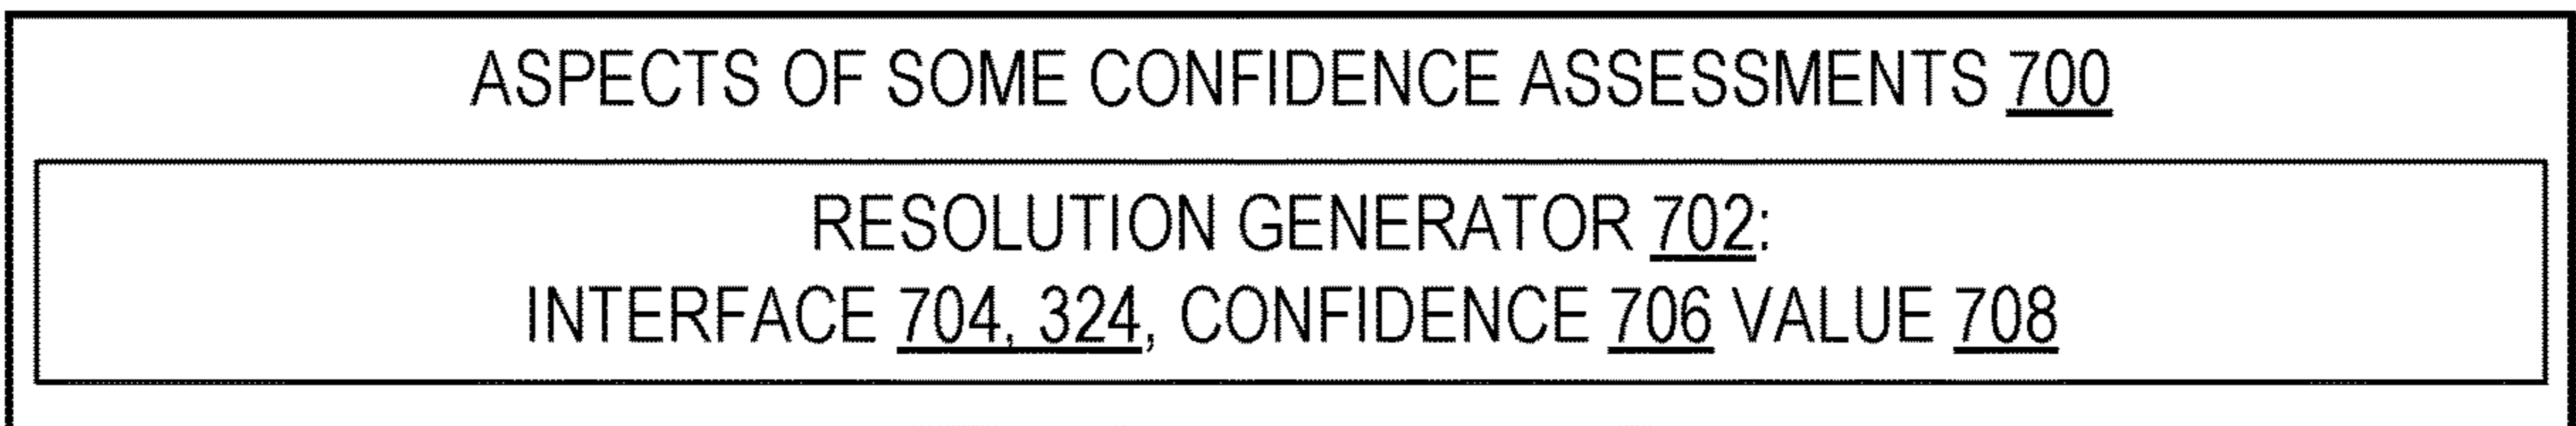 ASPECTS OF SOME CONFIDENCE ASSESSMENTS 700
RESOLUTION GENERATOR 702:
INTERFACE 704, 324, CONFIDENCE 706 VALUE 708